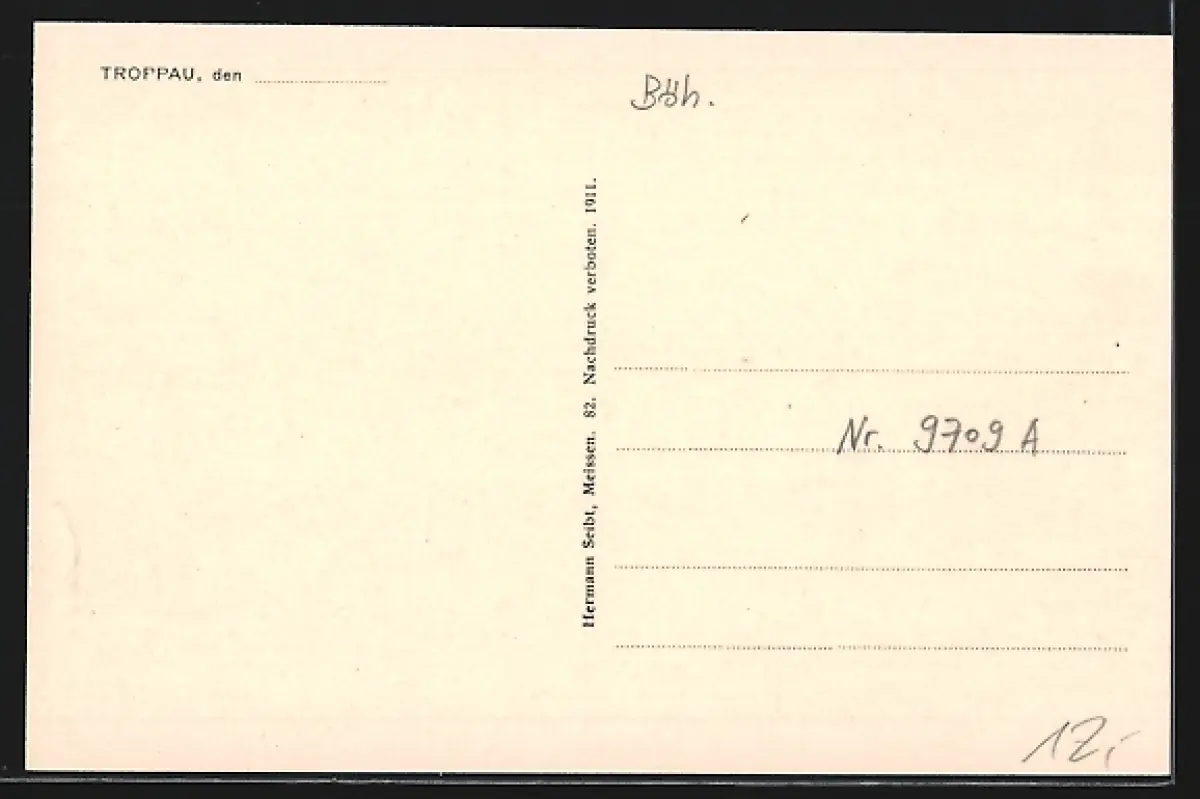 TROPPAU, den
Böh.
Hermann Seibt, Meissen. 82. Nachdruck verboten. 1911.
Nr. 9709 A
12,-